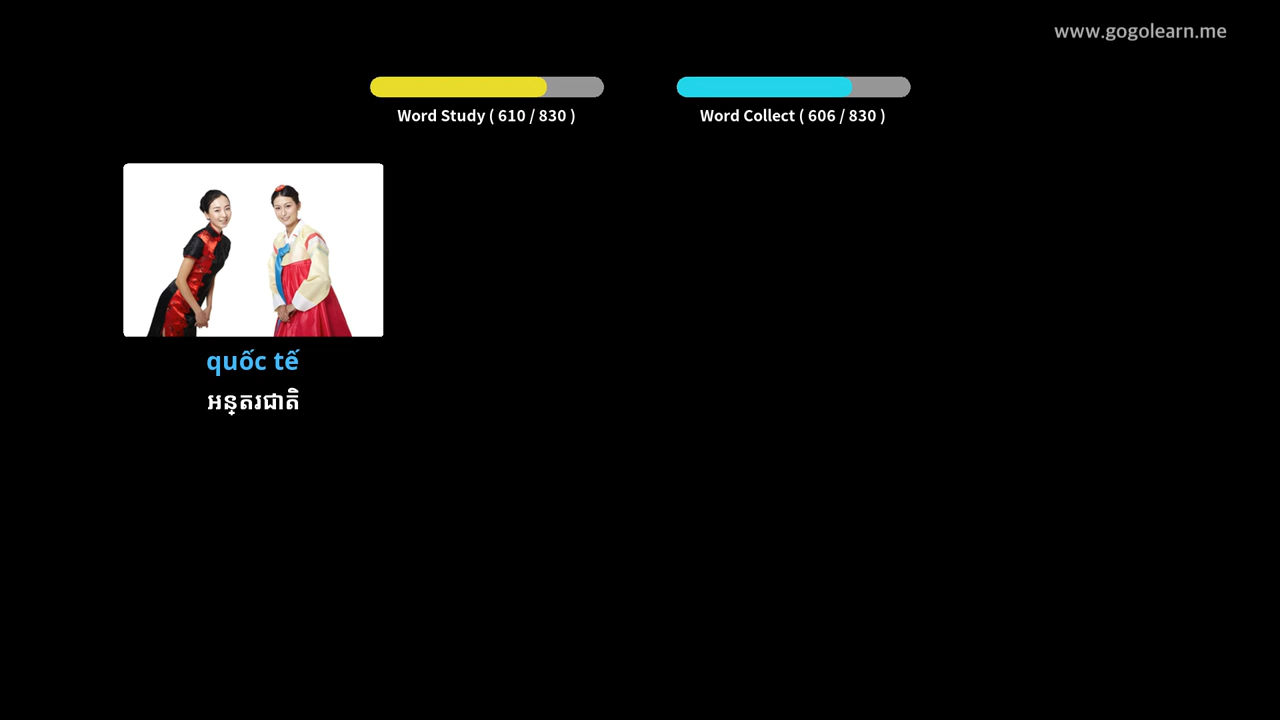 www.gogolearn.me
Word Study ( 610 / 830 )
Word Collect ( 606 / 830 )
quốc tế
អន្តរជាតិ